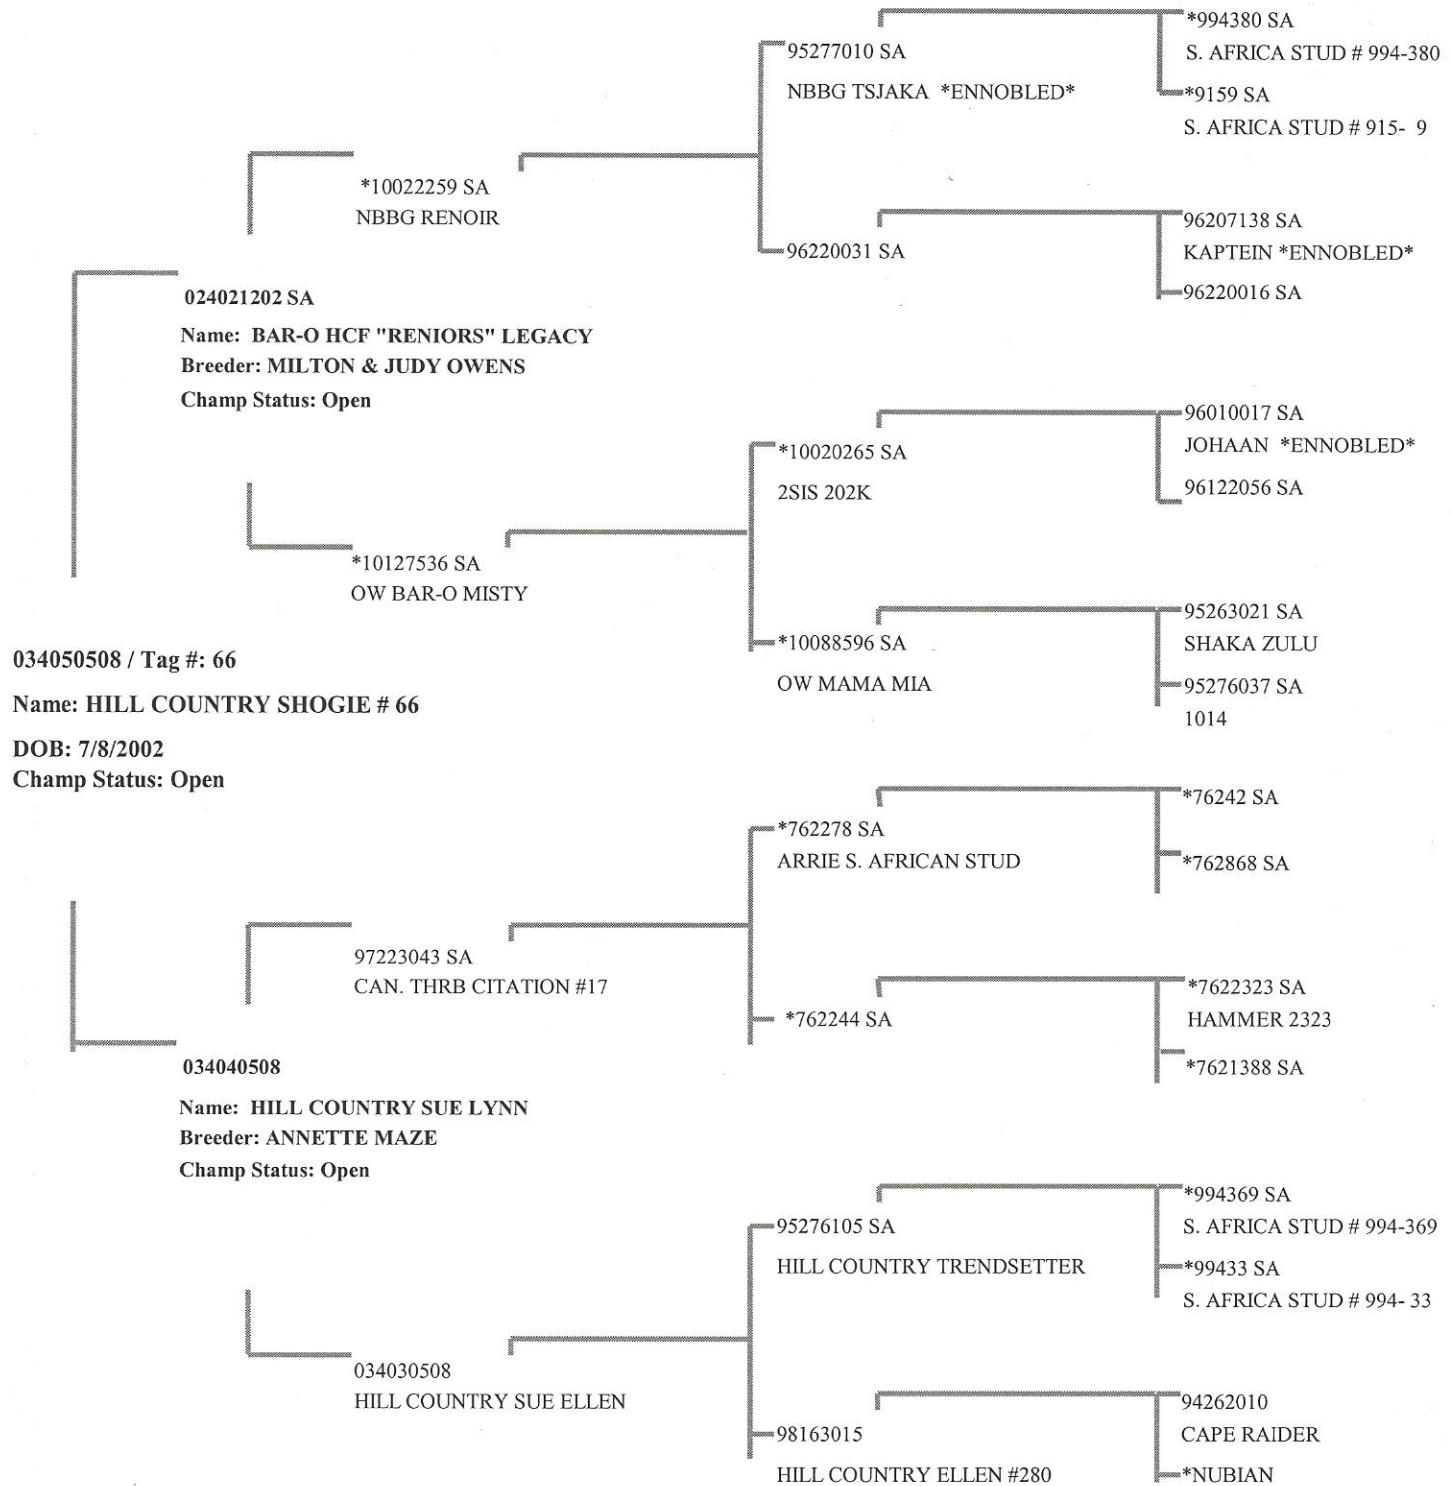 *994380 SA
S. AFRICA STUD # 994-380
95277010 SA
NBBG TSJAKA *ENNOBLED*
*9159 SA
S. AFRICA STUD # 915- 9
*10022259 SA
NBBG RENOIR
96207138 SA
KAPTEIN *ENNOBLED*
96220031 SA
96220016 SA
024021202 SA
Name: BAR-O HCF "RENIORS" LEGACY
Breeder: MILTON & JUDY OWENS
Champ Status: Open
96010017 SA
JOHAAN *ENNOBLED*
*10020265 SA
2SIS 202K
96122056 SA
*10127536 SA
OW BAR-O MISTY
95263021 SA
SHAKA ZULU
*10088596 SA
OW MAMA MIA
95276037 SA
1014
034050508 / Tag #: 66
Name: HILL COUNTRY SHOGIE # 66
DOB: 7/8/2002
Champ Status: Open
*76242 SA
*762278 SA
ARRIE S. AFRICAN STUD
*762868 SA
97223043 SA
CAN. THRB CITATION #17
*7622323 SA
HAMMER 2323
*762244 SA
*7621388 SA
034040508
Name: HILL COUNTRY SUE LYNN
Breeder: ANNETTE MAZE
Champ Status: Open
*994369 SA
S. AFRICA STUD # 994-369
95276105 SA
HILL COUNTRY TRENDSETTER
*99433 SA
S. AFRICA STUD # 994- 33
034030508
HILL COUNTRY SUE ELLEN
94262010
CAPE RAIDER
98163015
HILL COUNTRY ELLEN #280
*NUBIAN